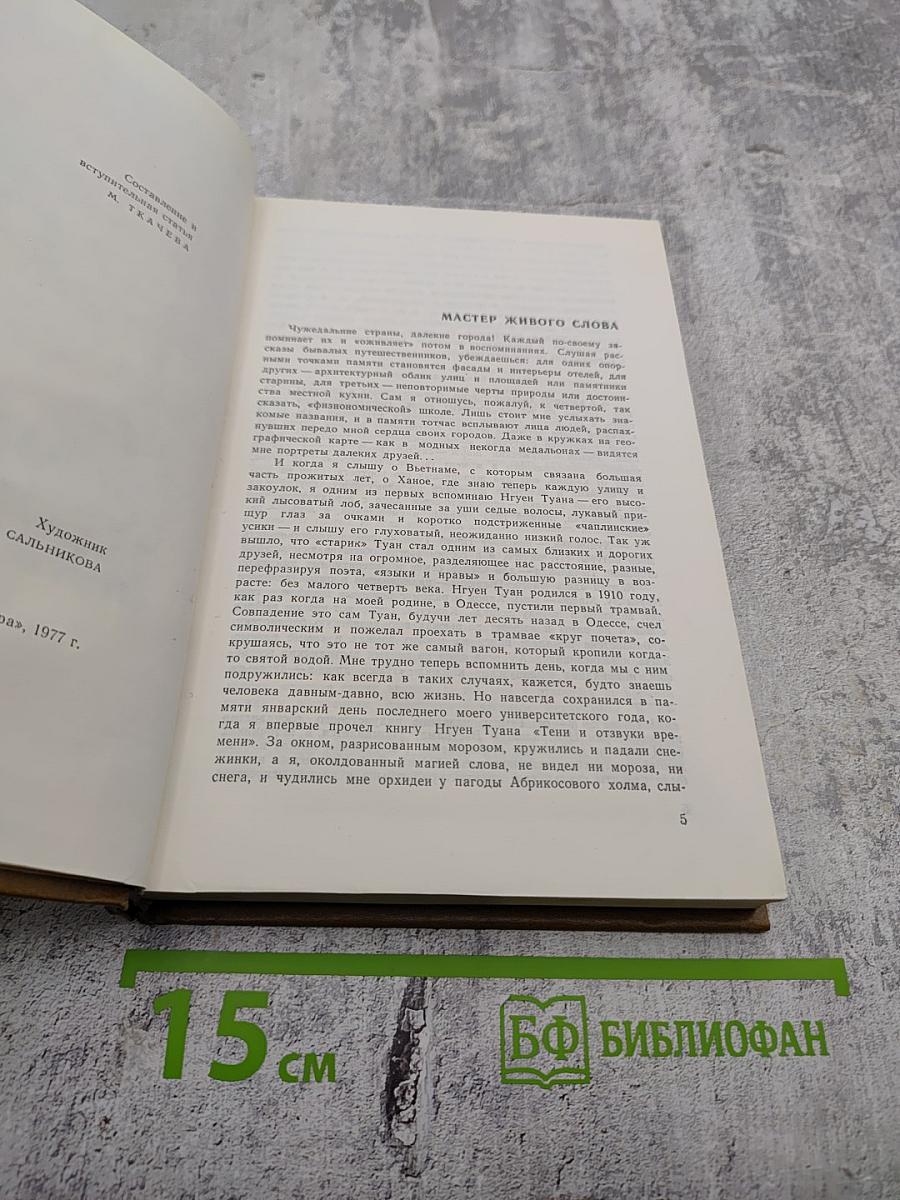 Составление и
вступительная статья
М. ТКАЧЕВА
Художник
САЛЬНИКОВА
ра», 1977 г.
МАСТЕР ЖИВОГО СЛОВА
Чужедальние страны, далекие города! Каждый по-своему за-
поминает их и «оживляет» потом в воспоминаниях. Слушая рас-
сказы бывалых путешественников, убеждаешься: для одних опор-
ными точками памяти становятся фасады и интерьеры отелей, для
других — архитектурный облик улиц и площадей или памятники
старины, для третьих — неповторимые черты природы или достоин-
ства местной кухни. Сам я отношусь, пожалуй, к четвертой, так
сказать, «физиономической» школе. Лишь стоит мне услыхать зна-
комые названия, и в памяти тотчас всплывают лица людей, распах-
нувших передо мной сердца своих городов. Даже в кружках на гео-
графической карте — как в модных некогда медальонах — видятся
мне портреты далеких друзей...
И когда я слышу о Вьетнаме, с которым связана большая
часть прожитых лет, о Ханое, где знаю теперь каждую улицу и
закоулок, я одним из первых вспоминаю Нгуен Туана — его высо-
кий лысоватый лоб, зачесанные за уши седые волосы, лукавый при-
щур глаз за очками и коротко подстриженные «чаплинские»
усики — и слышу его глуховатый, неожиданно низкий голос. Так уж
вышло, что «старик» Туан стал одним из самых близких и дорогих
друзей, несмотря на огромное, разделяющее нас расстояние, разные,
перефразируя поэта, «языки и нравы» и большую разницу в воз-
расте: без малого четверть века. Нгуен Туан родился в 1910 году,
как раз когда на моей родине, в Одессе, пустили первый трамвай.
Совпадение это сам Туан, будучи лет десять назад в Одессе, счел
символическим и пожелал проехать в трамвае «круг почета», со-
крушаясь, что это не тот же самый вагон, который кропили когда-
то святой водой. Мне трудно теперь вспомнить день, когда мы с ним
подружились: как всегда в таких случаях, кажется, будто знаешь
человека давным-давно, всю жизнь. Но навсегда сохранился в па-
мяти январский день последнего моего университетского года, ко-
гда я впервые прочел книгу Нгуен Туана «Тени и отзвуки вре-
мени». За окном, разрисованным морозом, кружились и падали сне-
жинки, а я, околдованный магией слова, не видел ни мороза, ни
снега, и чудились мне орхидеи у пагоды Абрикосового холма, слы-
5
15 см
БФ БИБЛИОФАН